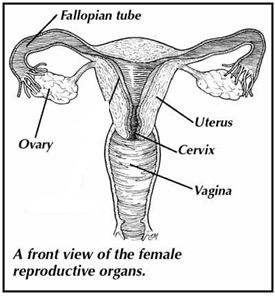 Fallopian tube
Ovary
Uterus
Cervix
Vagina
A front view of the female
reproductive organs.